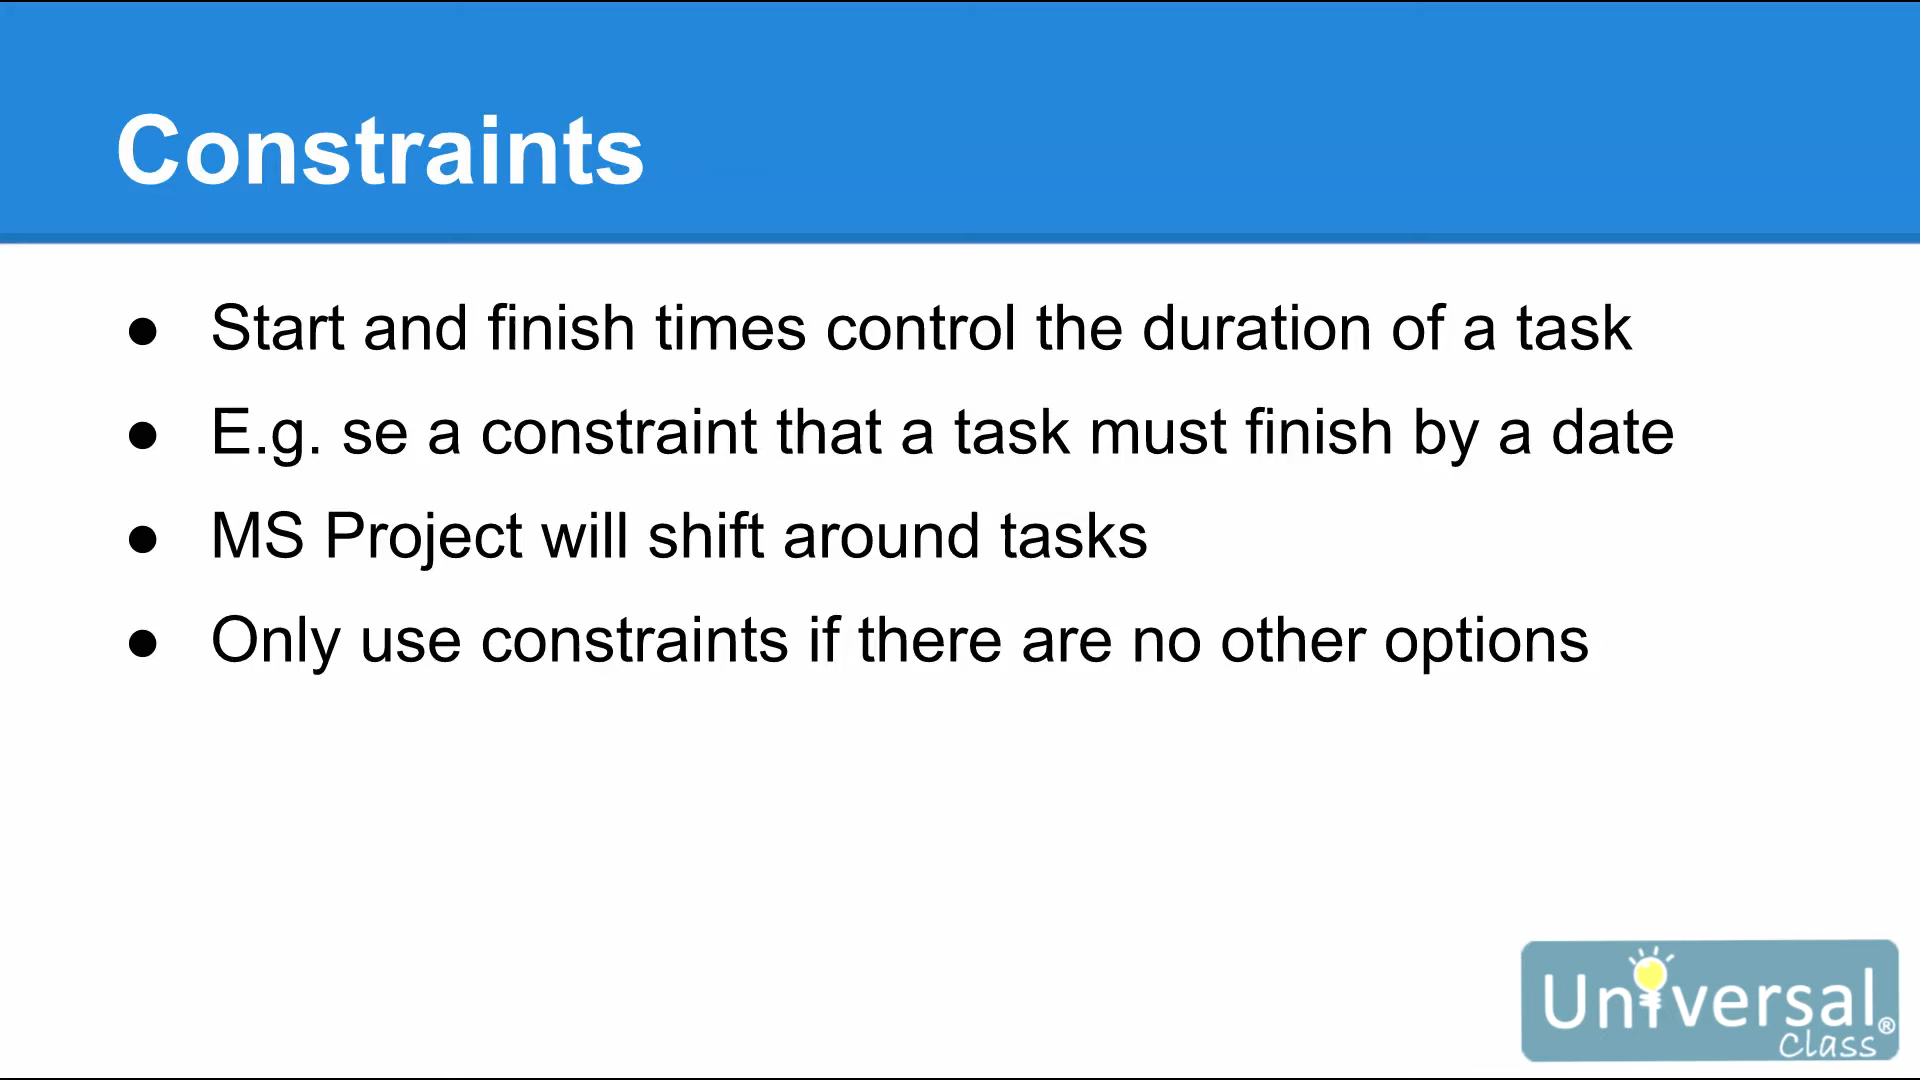 Constraints
● Start and finish times control the duration of a task
● E.g. se a constraint that a task must finish by a date
● MS Project will shift around tasks
● Only use constraints if there are no other options
Universal®
Class